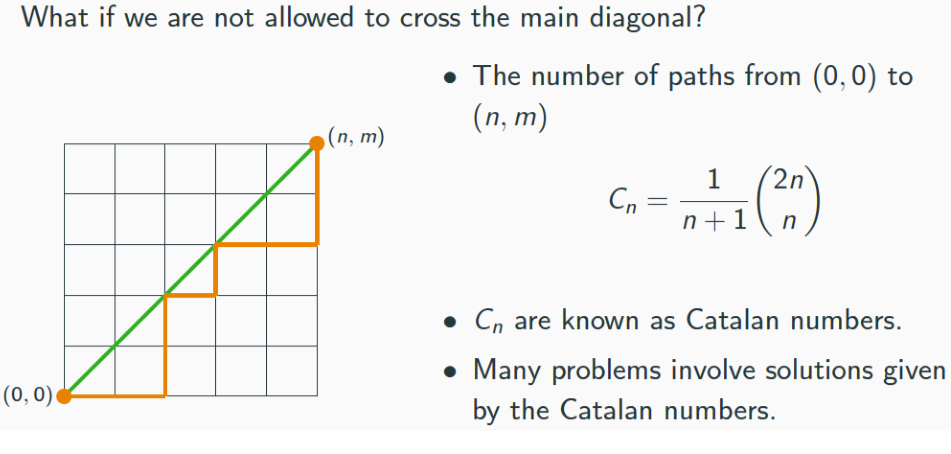 What if we are not allowed to cross the main diagonal?
(n, m)
(0, 0)
• The number of paths from (0, 0) to
(n, m)
C_n = \frac{1}{n+1} \binom{2n}{n}
• C_n are known as Catalan numbers.
• Many problems involve solutions given
by the Catalan numbers.